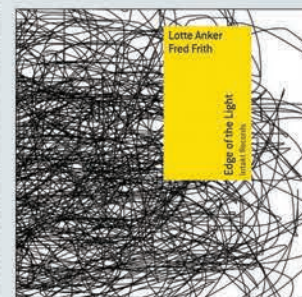 Lotte Anker
Fred Frith
Edge of the Light
Intakt Records